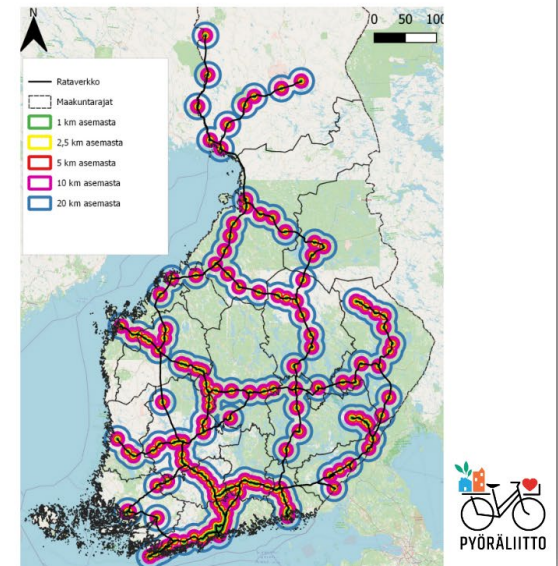 N
0 50 100
Rataverkko
Maakuntarajat
1 km asemasta
2,5 km asemasta
5 km asemasta
10 km asemasta
20 km asemasta
PYÖRÄLIITTO